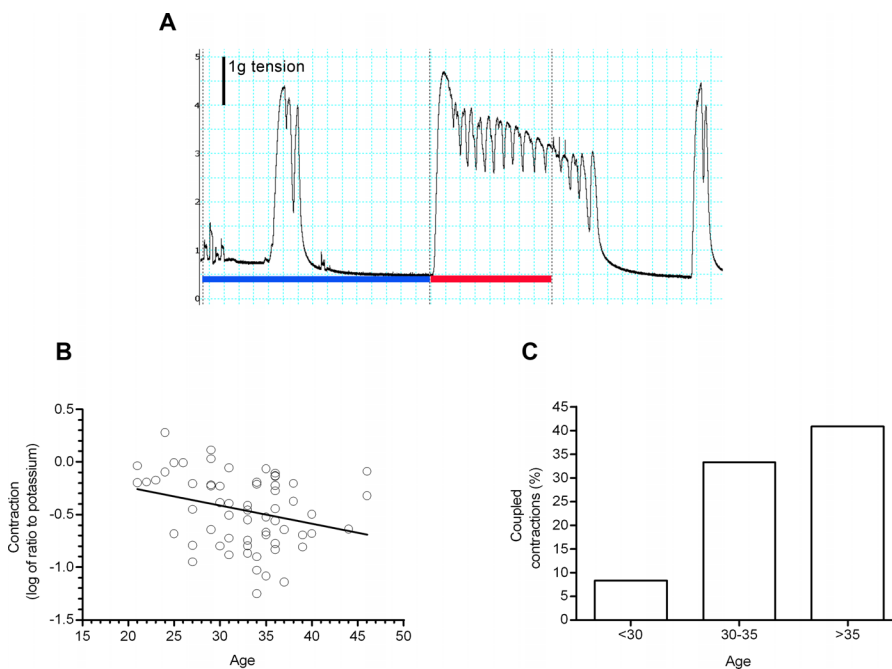 A
1g tension
5
4
3
2
1
0
B
Contraction
(log of ratio to potassium)
0.5
0.0
-0.5
-1.0
-1.5
15 20 25 30 35 40 45 50
Age
C
Coupled
contractions (%)
45
40
35
30
25
20
15
10
5
0
<30 30-35 >35
Age